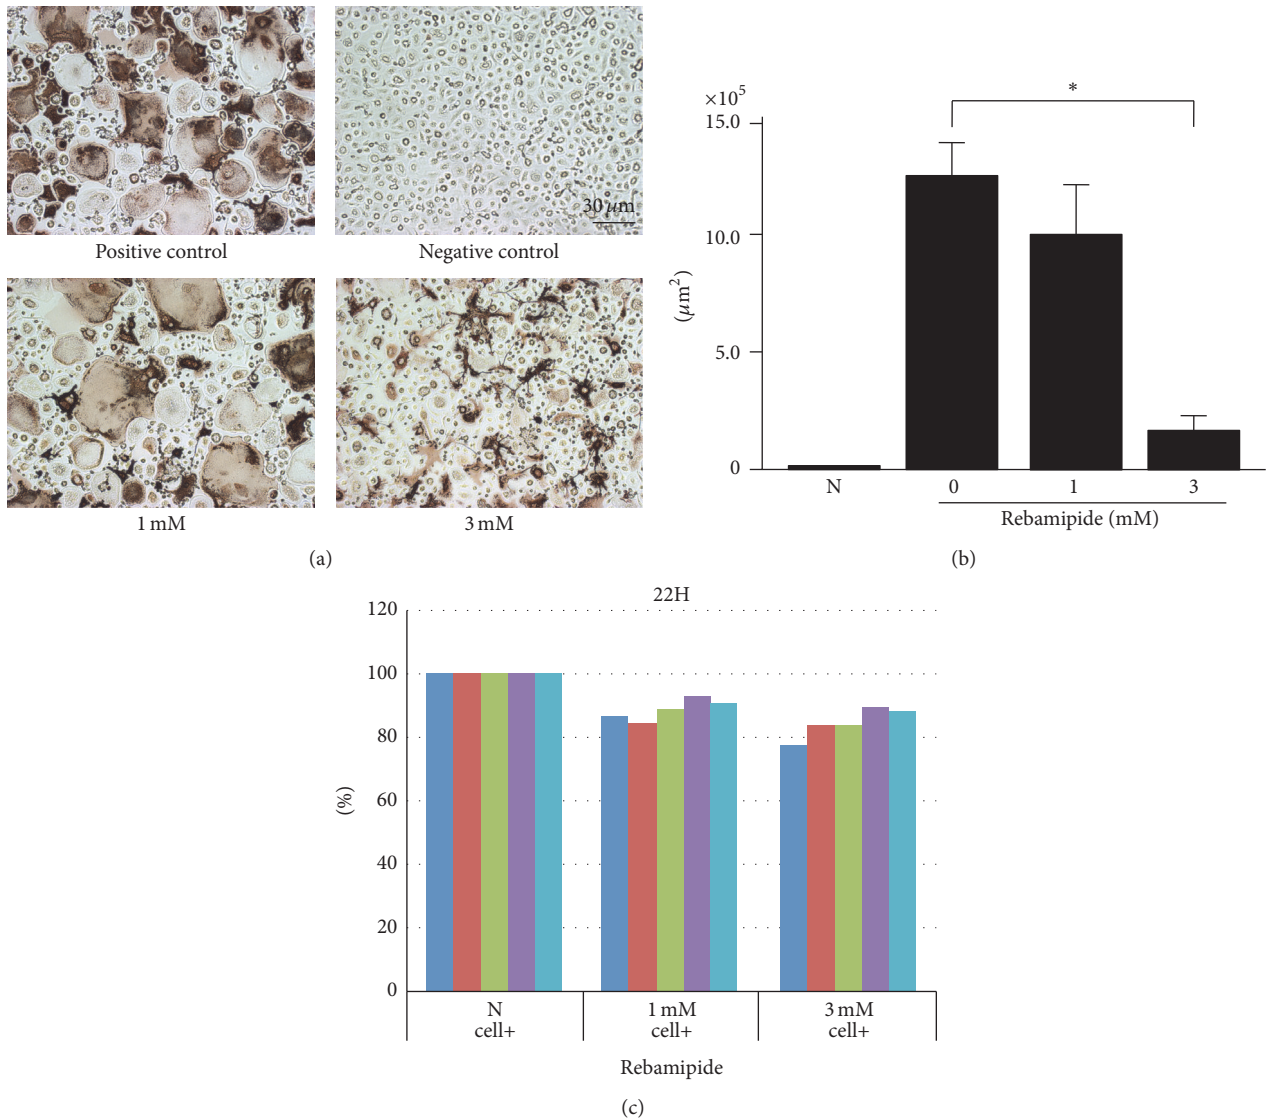 Positive control
Negative control
30 μm
1 mM
3 mM
(a)
×10⁵
15.0
10.0
5.0
0
(μm²)
*
N
0
1
3
Rebamipide (mM)
(b)
22H
120
100
80
60
40
20
0
(%)
N
cell+
1 mM
cell+
3 mM
cell+
Rebamipide
(c)